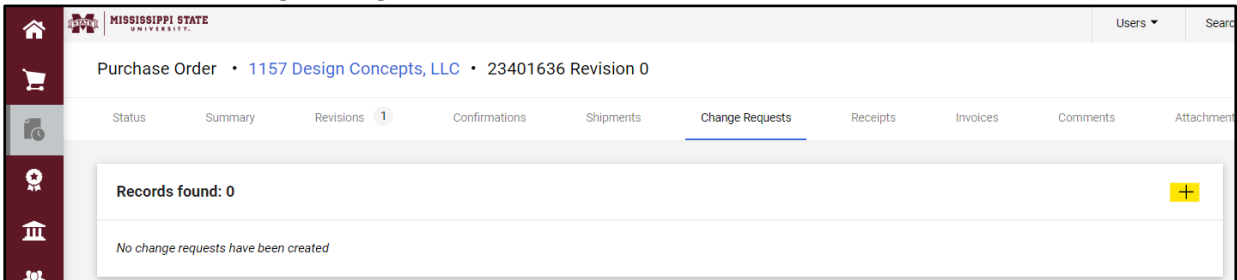 STATE MISSISSIPPI STATE
UNIVERSITY
Users Searc
Purchase Order • 1157 Design Concepts, LLC • 23401636 Revision 0
Status Summary Revisions 1 Confirmations Shipments Change Requests Receipts Invoices Comments Attachment
Records found: 0
No change requests have been created